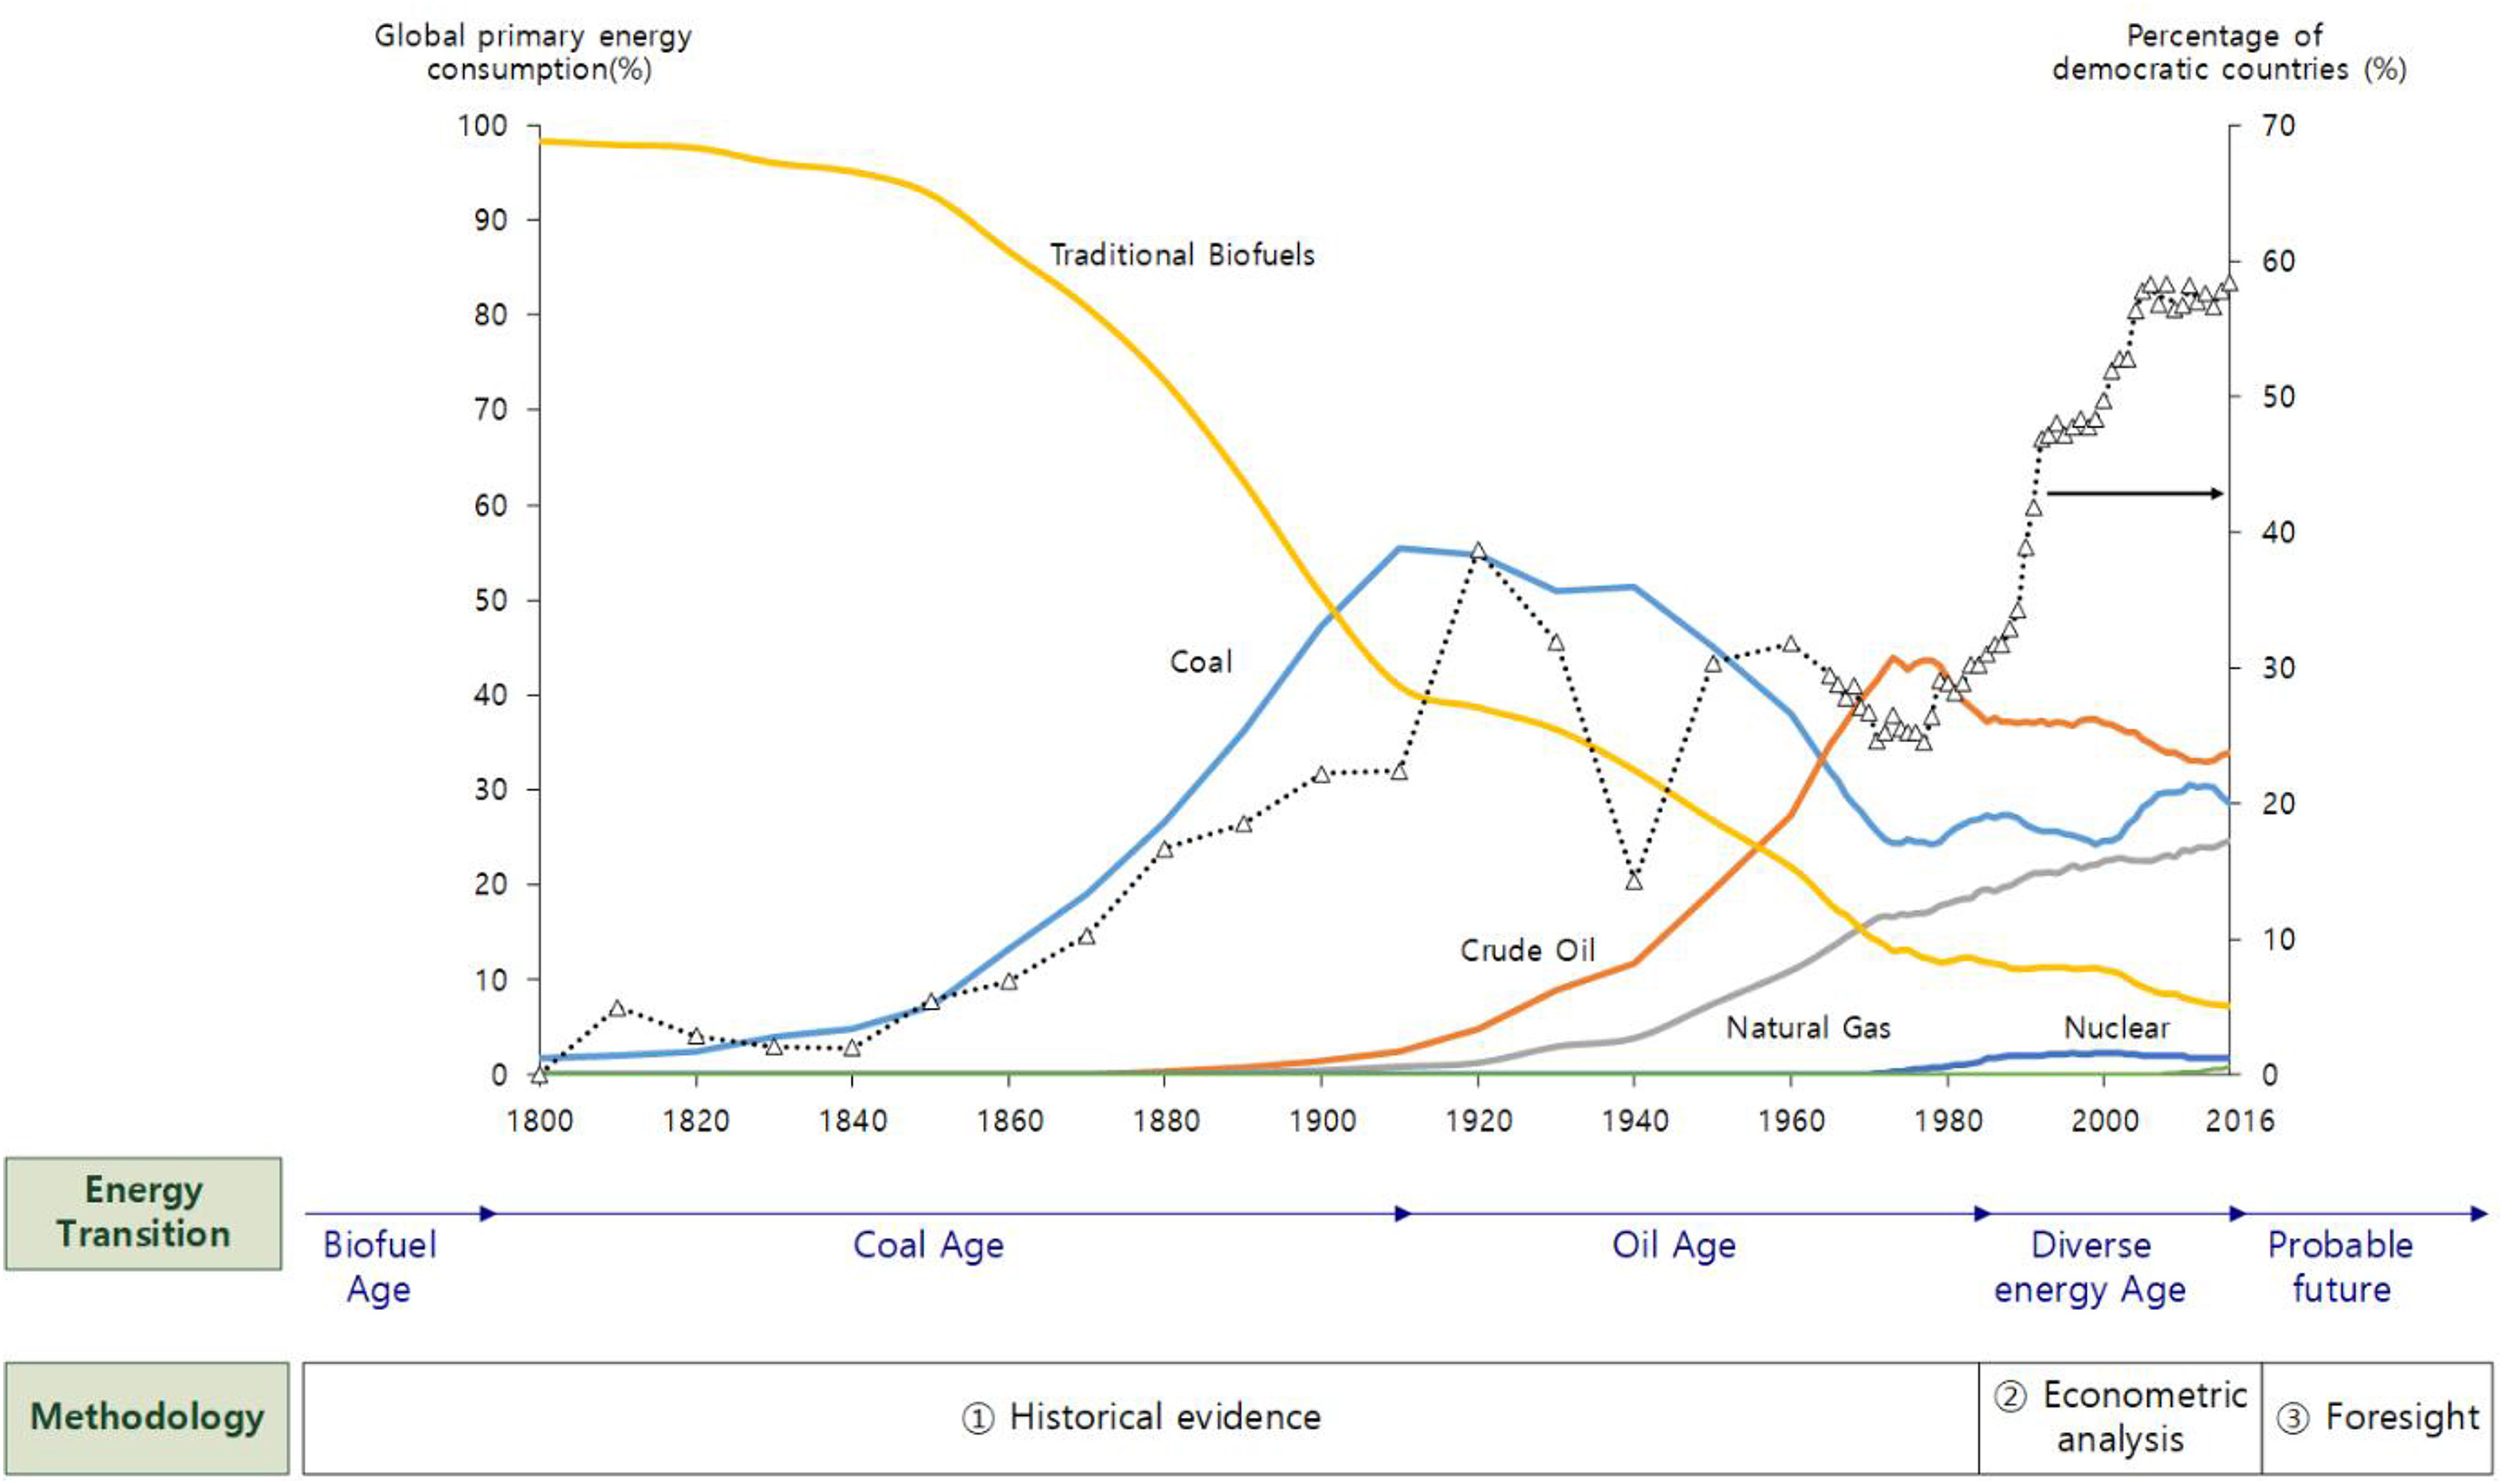 Global primary energy
consumption(%)
Percentage of
democratic countries (%)
100
90
80
70
60
50
40
30
20
10
0
70
60
50
40
30
20
10
0
Traditional Biofuels
Coal
Crude Oil
Natural Gas
Nuclear
1800 1820 1840 1860 1880 1900 1920 1940 1960 1980 2000 2016
Energy
Transition
Biofuel
Age
Coal Age
Oil Age
Diverse
energy Age
Probable
future
Methodology
① Historical evidence
② Econometric
analysis
③ Foresight